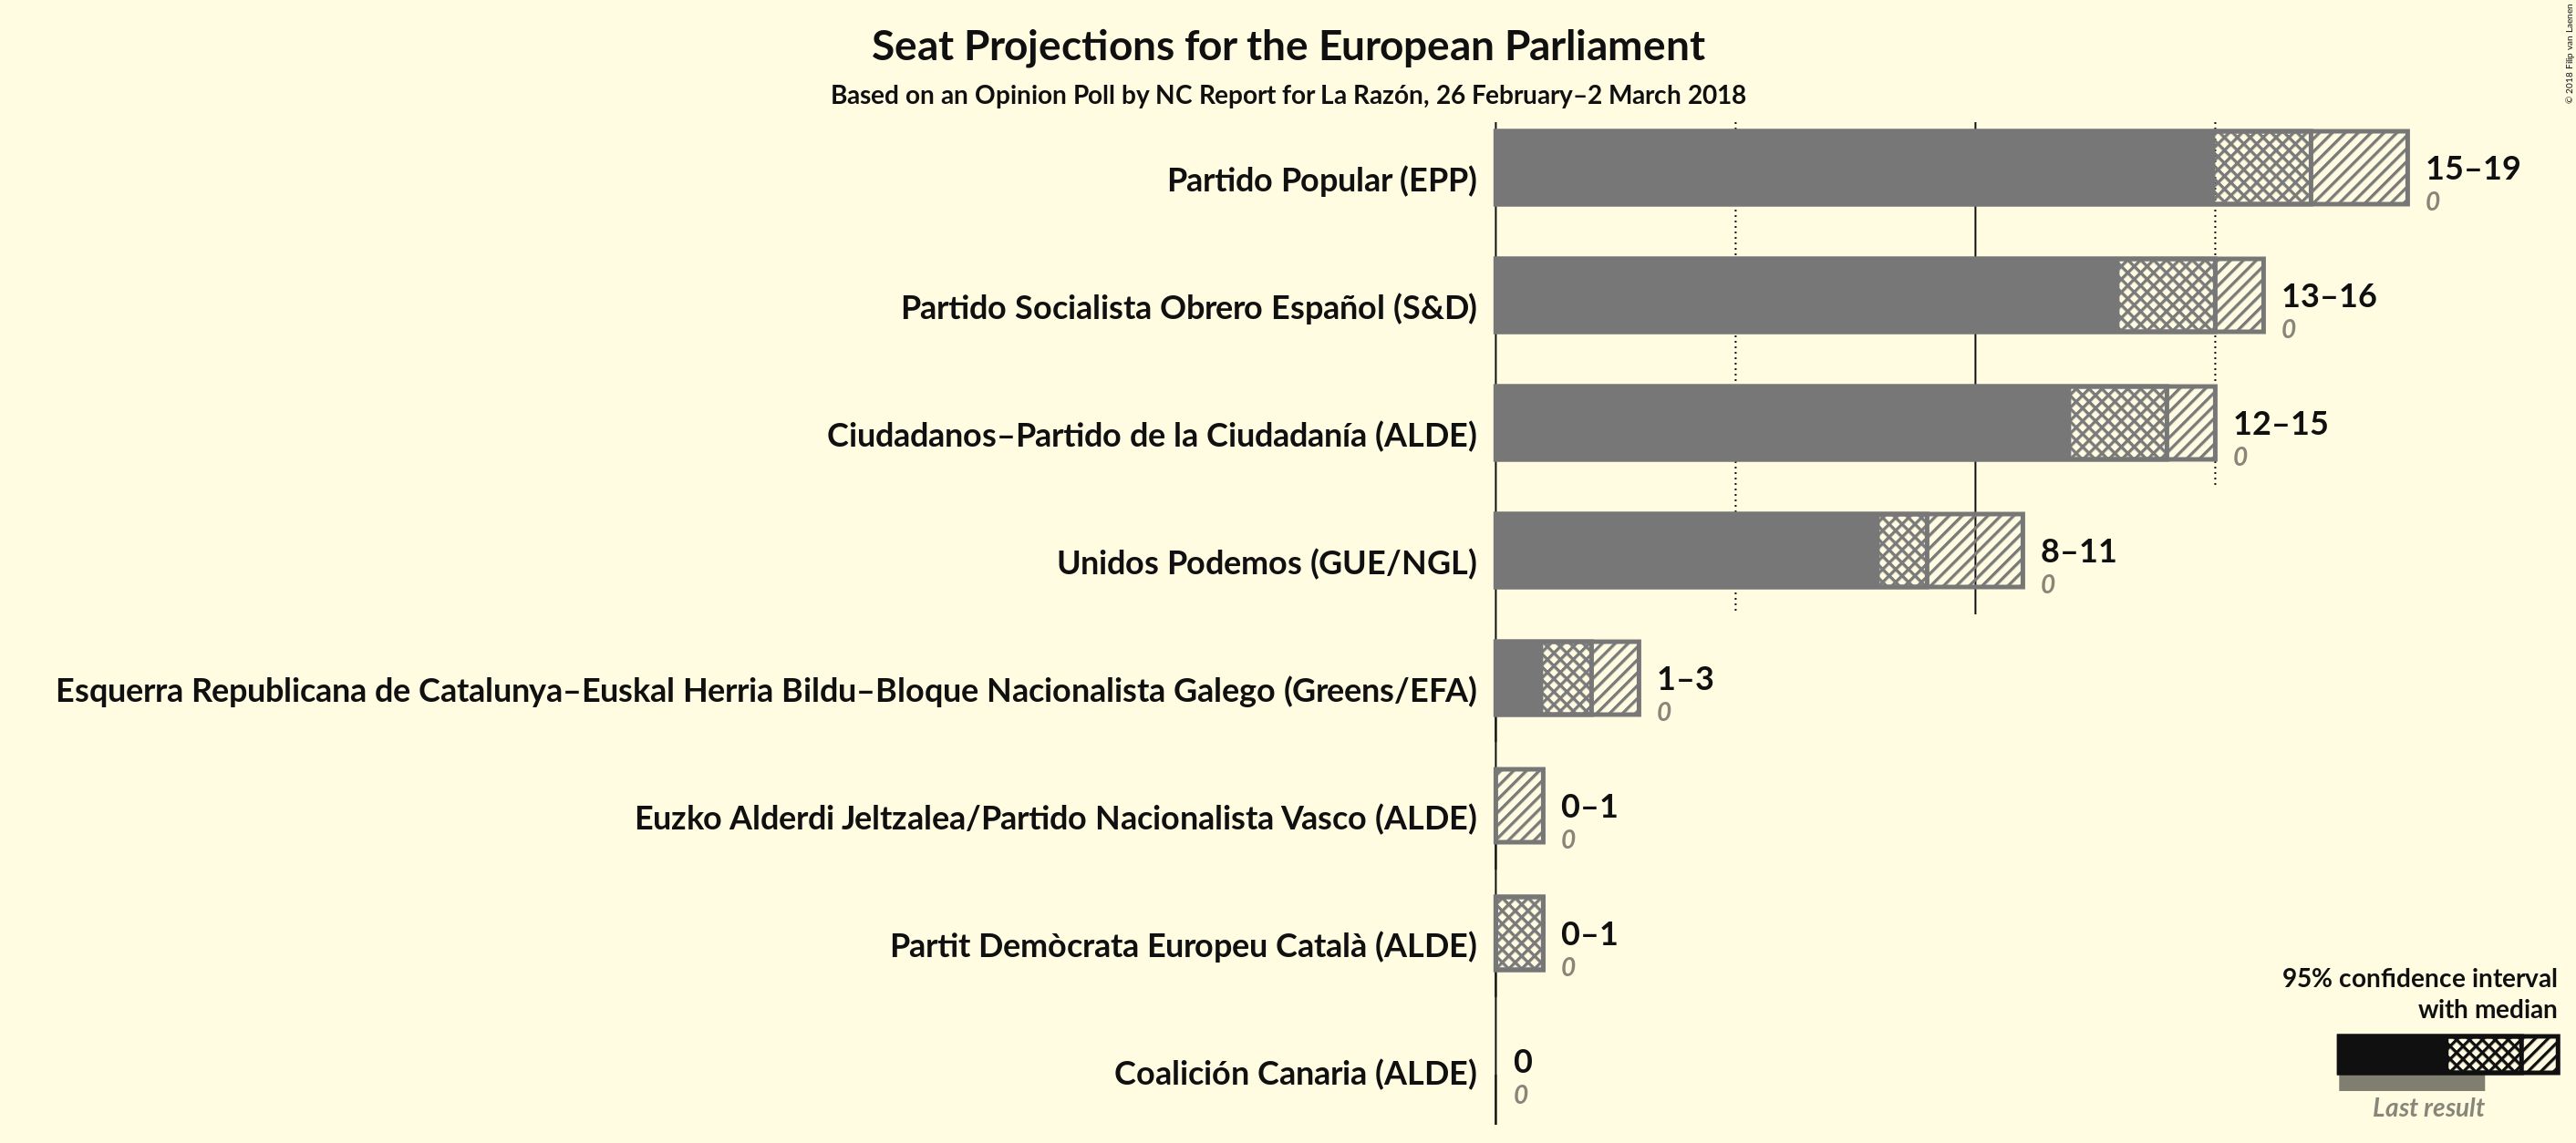 Seat Projections for the European Parliament
Based on an Opinion Poll by NC Report for La Razón, 26 February–2 March 2018
© 2018 Filip van Laenen
Partido Popular (EPP)
15–19
0
Partido Socialista Obrero Español (S&D)
13–16
0
Ciudadanos–Partido de la Ciudadanía (ALDE)
12–15
0
Unidos Podemos (GUE/NGL)
8–11
0
Esquerra Republicana de Catalunya–Euskal Herria Bildu–Bloque Nacionalista Galego (Greens/EFA)
1–3
0
Euzko Alderdi Jeltzalea/Partido Nacionalista Vasco (ALDE)
0–1
0
Partit Demòcrata Europeu Català (ALDE)
0–1
0
Coalición Canaria (ALDE)
0
0
95% confidence interval
with median
Last result